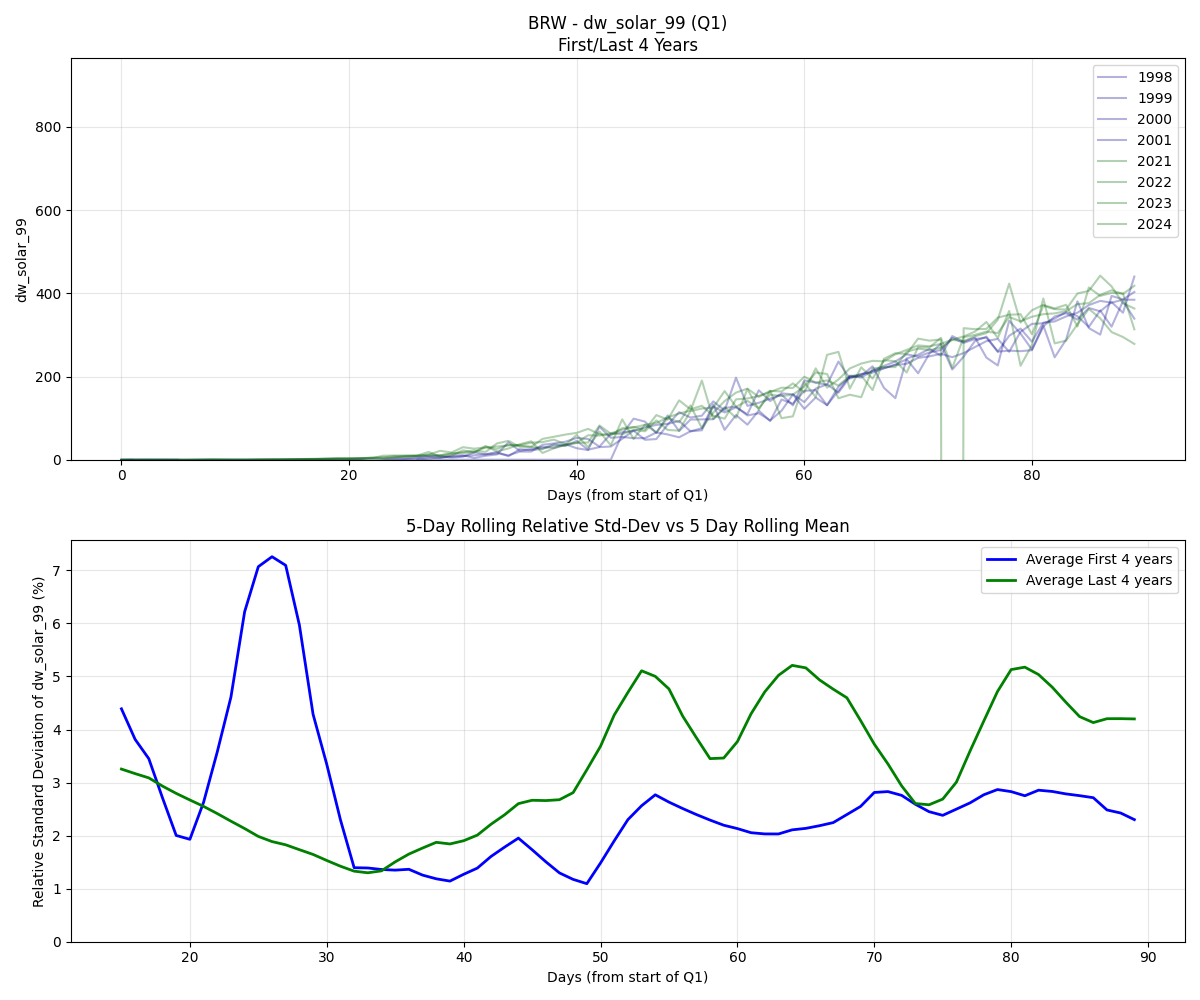 BRW - dw_solar_99 (Q1)
First/Last 4 Years
dw_solar_99
800
600
400
200
0
1998
1999
2000
2001
2021
2022
2023
2024
0 20 40 60 80
Days (from start of Q1)
5-Day Rolling Relative Std-Dev vs 5 Day Rolling Mean
Relative Standard Deviation of dw_solar_99 (%)
7
6
5
4
3
2
1
0
Average First 4 years
Average Last 4 years
20 30 40 50 60 70 80 90
Days (from start of Q1)